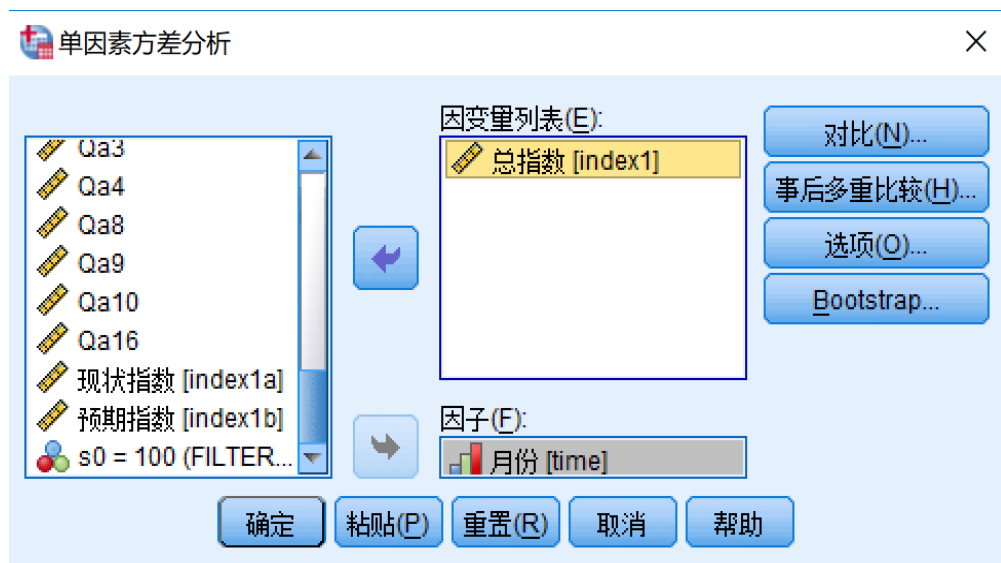 单因素方差分析
Qa3
Qa4
Qa8
Qa9
Qa10
Qa16
现状指数 [index1a]
预期指数 [index1b]
s0 = 100 (FILTER...
因变量列表(E):
总指数 [index1]
因子(F):
月份 [time]
对比(N)...
事后多重比较(H)...
选项(O)...
Bootstrap...
确定
粘贴(P)
重置(R)
取消
帮助